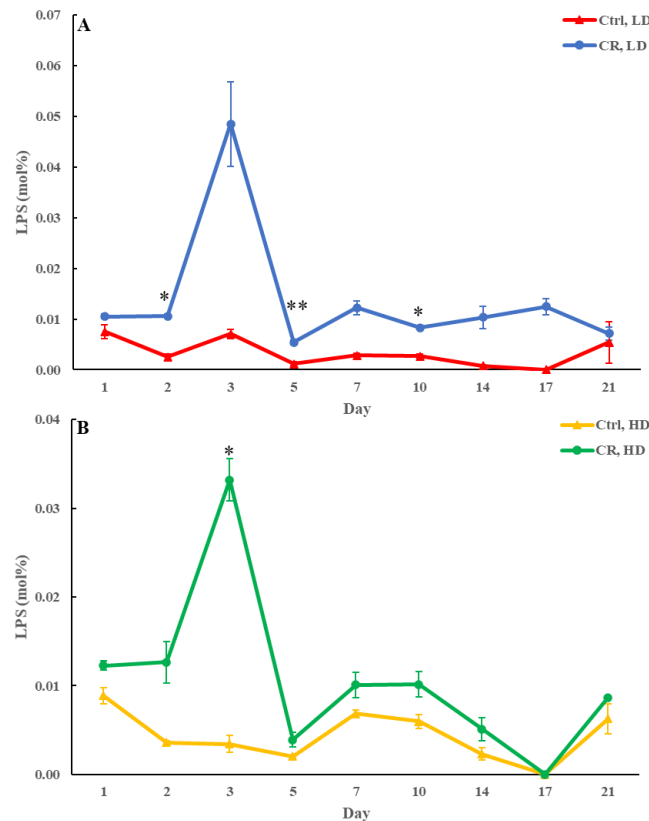 A
Ctrl, LD
CR, LD
LPS (mol%)
0.07
0.06
0.05
0.04
0.03
0.02
0.01
0.00
*
**
*
1 2 3 5 7 10 14 17 21
Day
B
Ctrl, HD
CR, HD
LPS (mol%)
0.04
0.03
0.02
0.01
0.00
*
1 2 3 5 7 10 14 17 21
Day